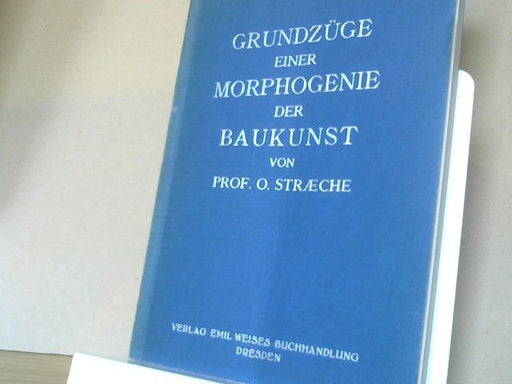 GRUNDZÜGE
EINER
MORPHOGENIE
DER
BAUKUNST
VON
PROF. O. STRÆCHE
VERLAG EMIL WEISES BUCHHANDLUNG
DRESDEN